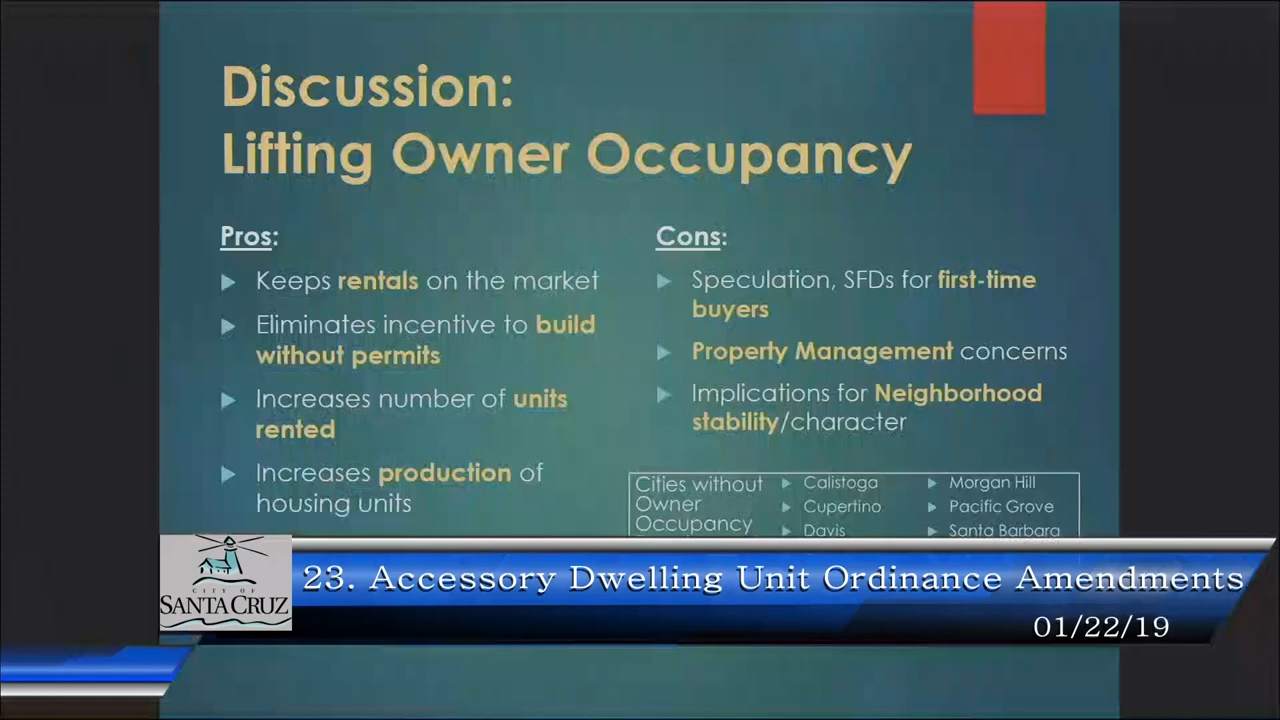 Discussion:
Lifting Owner Occupancy
Pros:
Keeps rentals on the market
Eliminates incentive to build
without permits
Increases number of units
rented
Increases production of
housing units
Cons:
Speculation, SFDs for first-time
buyers
Property Management concerns
Implications for Neighborhood
stability/character
Cities without
Owner
Occupancy
Calistoga
Cupertino
Davis
Morgan Hill
Pacific Grove
Santa Barbara
CITY OF
SANTA CRUZ
23. Accessory Dwelling Unit Ordinance Amendments
01/22/19